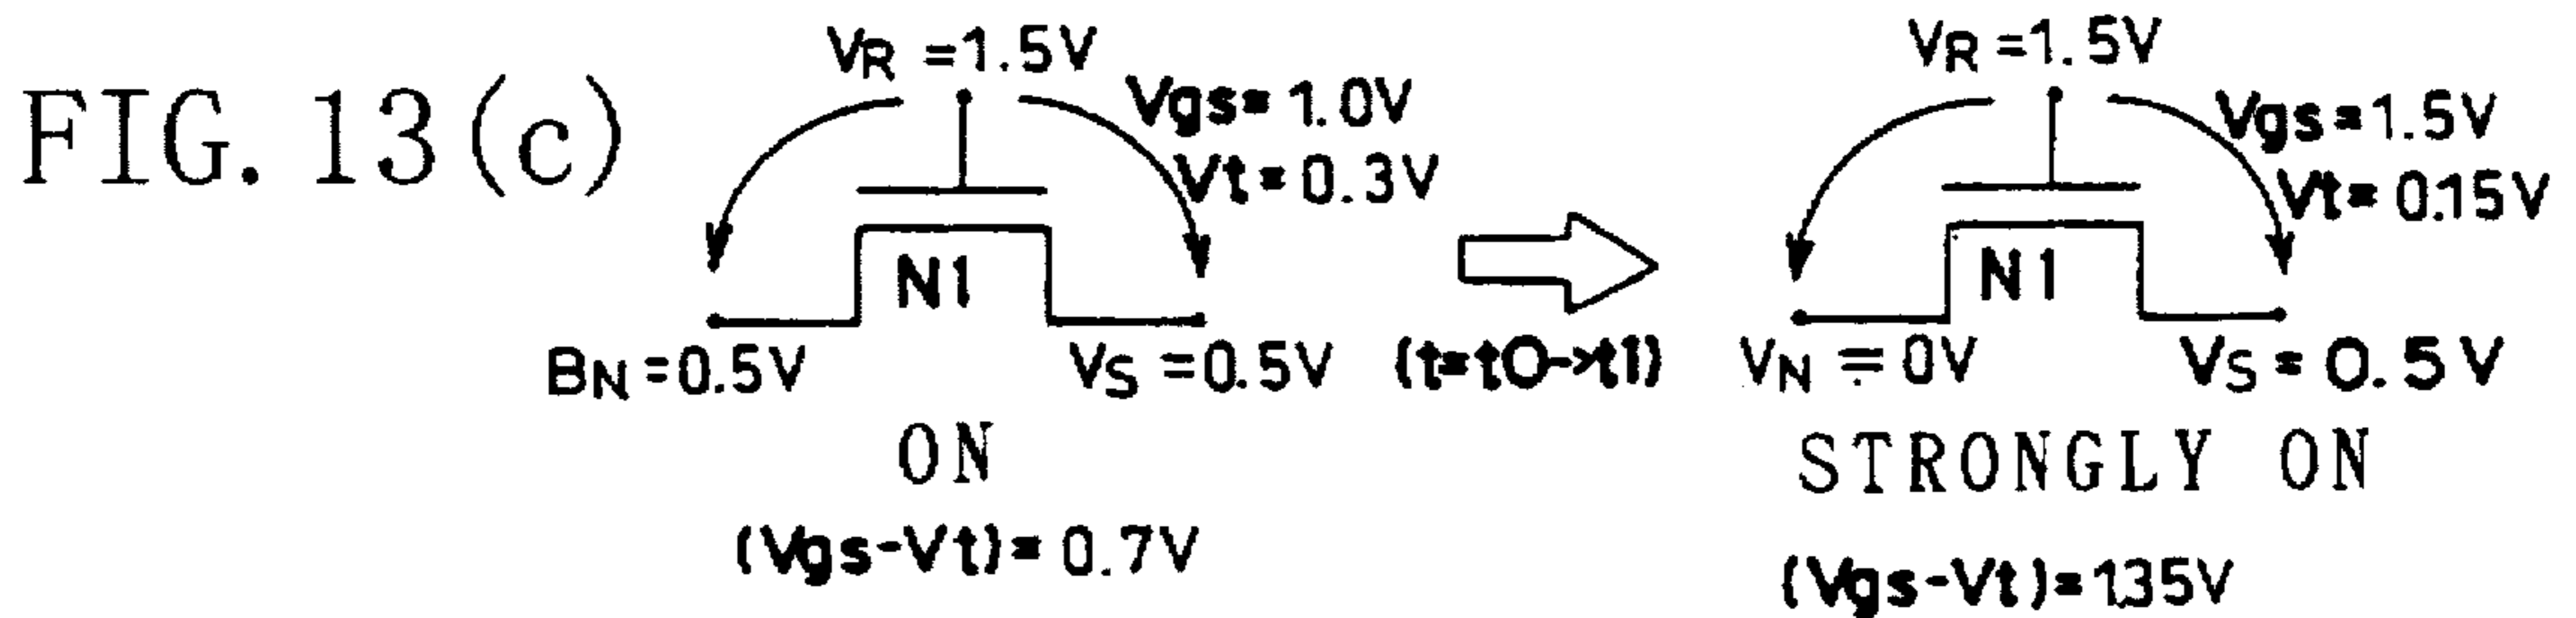 FIG. 13(c)
VR =1.5V
Vgs=1.0V
Vt=0.3V
N1
BN=0.5V
VS =0.5V
ON
(Vgs-Vt)=0.7V
(t=t0->t1)
VR =1.5V
Vgs=1.5V
Vt=0.15V
N1
VN =0V
VS = 0.5V
STRONGLY ON
(Vgs-Vt)=1.35V